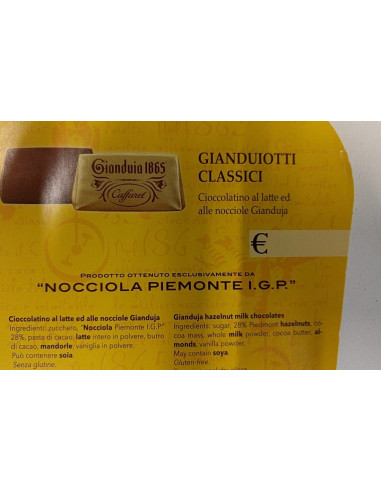 Gianduia 1865
Caffarel
GIANDUIOTTI
CLASSICI
Cioccolatino al latte ed
alle nocciole Gianduja
€
PRODOTTO OTTENUTO ESCLUSIVAMENTE DA
"NOCCIOLA PIEMONTE I.G.P."
Cioccolatino al latte ed alle nocciole Gianduja
Ingredienti: zucchero, "Nocciola Piemonte I.G.P."
28%, pasta di cacao, latte intero in polvere, burro
di cacao, mandorle, vaniglia in polvere.
Può contenere soia.
Senza glutine.
Gianduja hazelnut milk chocolates
Ingredients: sugar, 28% Piedmont hazelnuts, co-
coa mass, whole milk powder, cocoa butter, al-
monds, vanilla powder.
May contain soya.
Gluten-free.